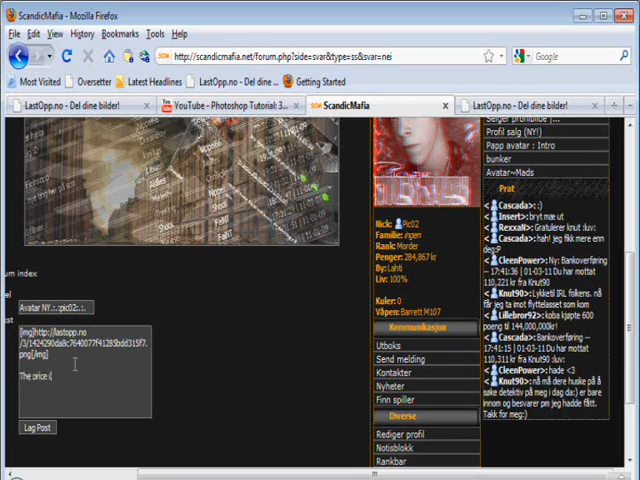 ScandicMafia - Mozilla Firefox
File Edit View History Bookmarks Tools Help
http://scandicmafia.net/forum.php?side=svar&type=ss&svar=nei
Google
Most Visited Oversetter Latest Headlines LastOpp.no - Del dine ... Getting Started
LastOpp.no - Del dine bilder!
YouTube - Photoshop Tutorial: 3...
ScandicMafia
LastOpp.no - Del dine bilder!
um index
Avatar NY.:.:pic02:.:.
[img]http://lastopp.no
/3/1424290da8c7640077f41285bdd315f7.
png[/img]
The price i
Lag Post
Nick: Pic02
Familie: Ingen
Rank: Morder
Penger: 284,867 kr
By: Lahti
Liv: 100%
Kuler: 0
Våpen: Barrett M107
Kommunikasjon
Utboks
Send melding
Kontakter
Nyheter
Finn spiller
Diverse
Rediger profil
Notisblokk
Rankbar
Selger profilbilde |...
Profil salg (NY!)
Papp avatar : Intro
bunker
Avatar~Mads
Prat
< Cascada> :)
< Insert> bryt mæ ut
< RexxaN> Gratulerer knut :luv:
< Cascada> hah! jeg fikk mere enn
deg:P
< CleenPower> Ny: Bankoverføring
-- 17:41:36 | 01-03-11 Du har mottat
110,221 kr fra Knut90
< Knut90> Lykketil IRL folkens. nå
får jeg ta imot flyttelasset som kom
< Lillebror92> koba kjøpte 600
poeng til 144,000,000kr!
< Cascada> Bankoverføring --
17:41:15 | 01-03-11 Du har mottat
110,311 kr fra Knut90:
< CleenPower> hade <3
< Knut90> nå må dere huske på å
søke detektiv på meg i dag da:) er bare
innom og besvarer pm jeg hadde fått.
Takk for meg:)